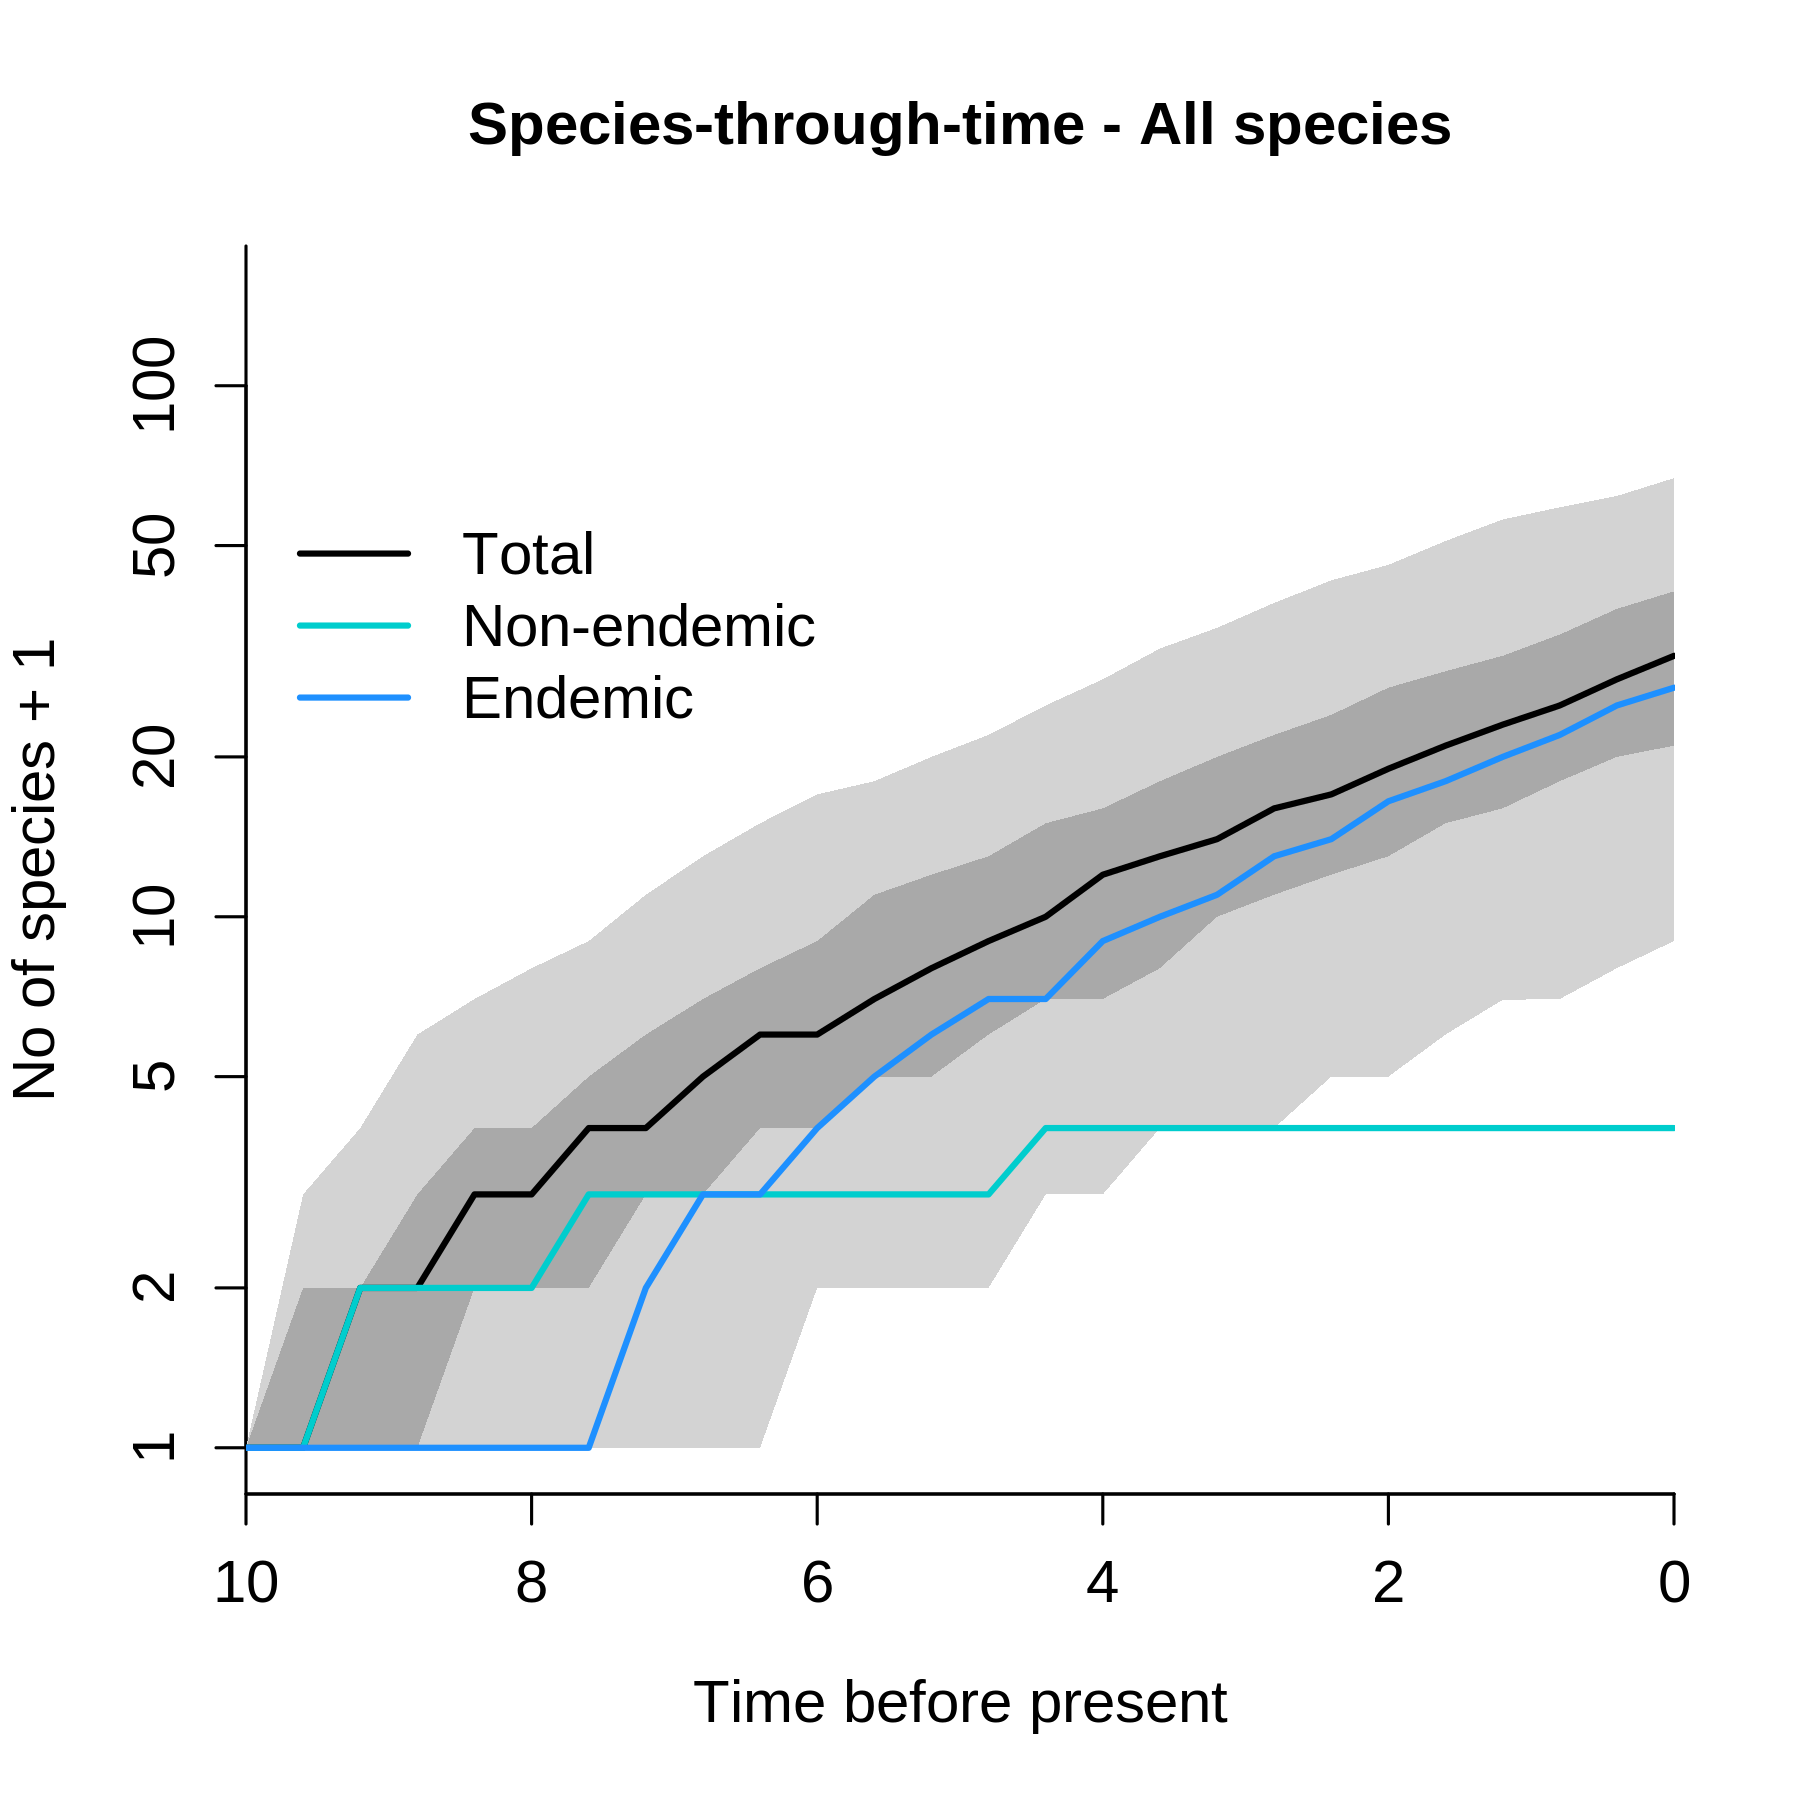 Species-through-time - All species
No of species + 1
100
50
20
10
5
2
1
Total
Non-endemic
Endemic
10 8 6 4 2 0
Time before present